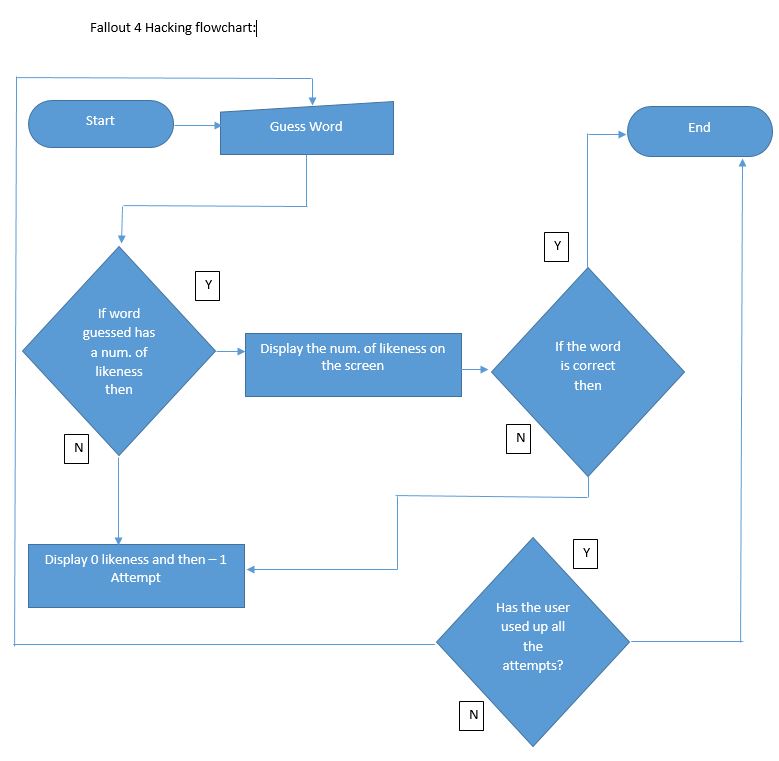 Fallout 4 Hacking flowchart:
Start
Guess Word
End
Y
Y
If word
guessed has
a num. of
likeness
then
Display the num. of likeness on
the screen
If the word
is correct
then
N
N
Display 0 likeness and then – 1
Attempt
Y
Has the user
used up all
the
attempts?
N